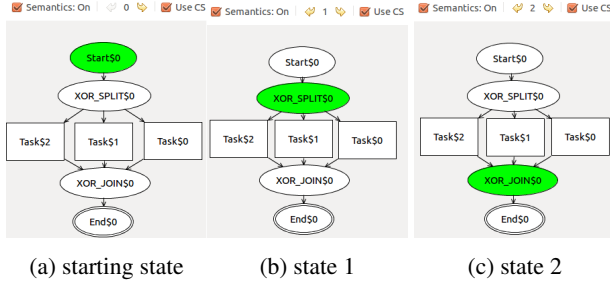 Semantics: On 0 Use CS
Start$0
XOR_SPLIT$0
Task$2 Task$1 Task$0
XOR_JOIN$0
End$0
(a) starting state
Semantics: On 1 Use CS
Start$0
XOR_SPLIT$0
Task$2 Task$1 Task$0
XOR_JOIN$0
End$0
(b) state 1
Semantics: On 2 Use CS
Start$0
XOR_SPLIT$0
Task$2 Task$1 Task$0
XOR_JOIN$0
End$0
(c) state 2